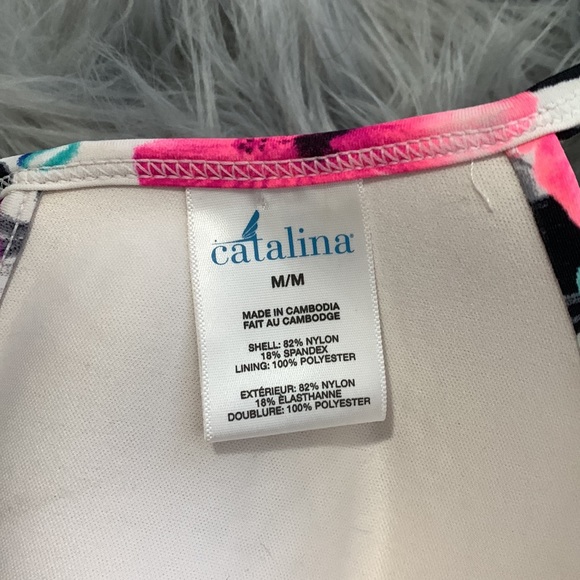 catalina®
M/M
MADE IN CAMBODIA
FAIT AU CAMBODGE
SHELL: 82% NYLON
18% SPANDEX
LINING: 100% POLYESTER
EXTÉRIEUR: 82% NYLON
18% ÉLASTHANNE
DOUBLURE: 100% POLYESTER